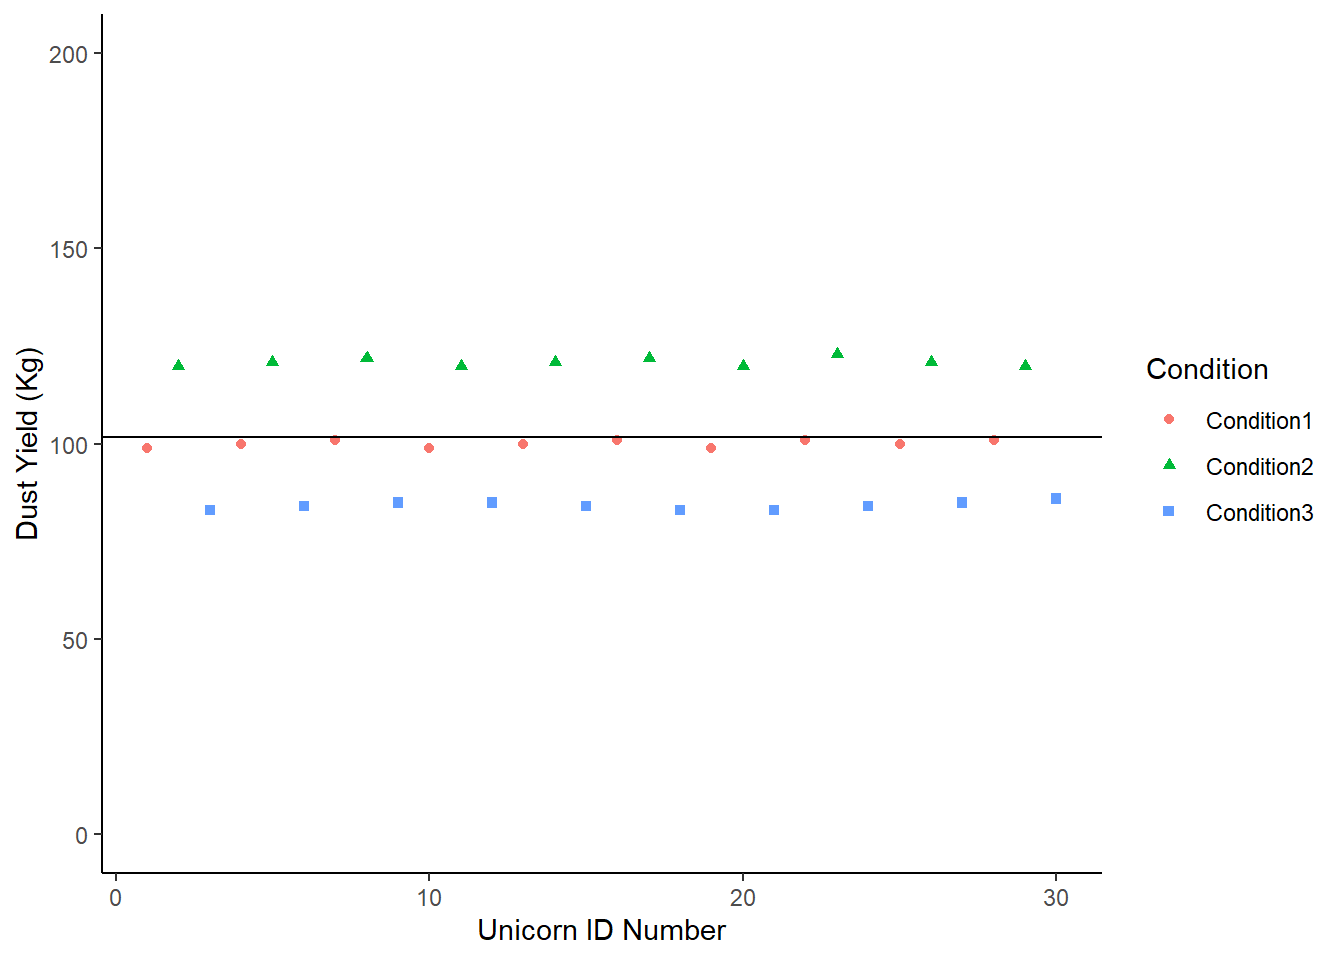 200
150
100
50
0
Dust Yield (Kg)
0 10 20 30
Unicorn ID Number
Condition
Condition1
Condition2
Condition3